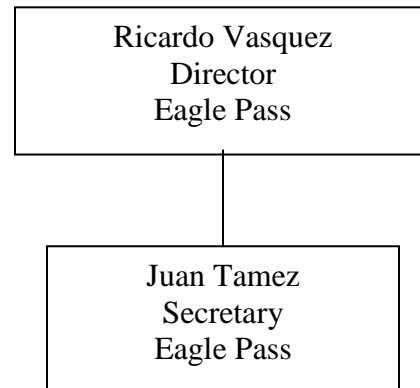 Ricardo Vasquez
Director
Eagle Pass
Juan Tamez
Secretary
Eagle Pass